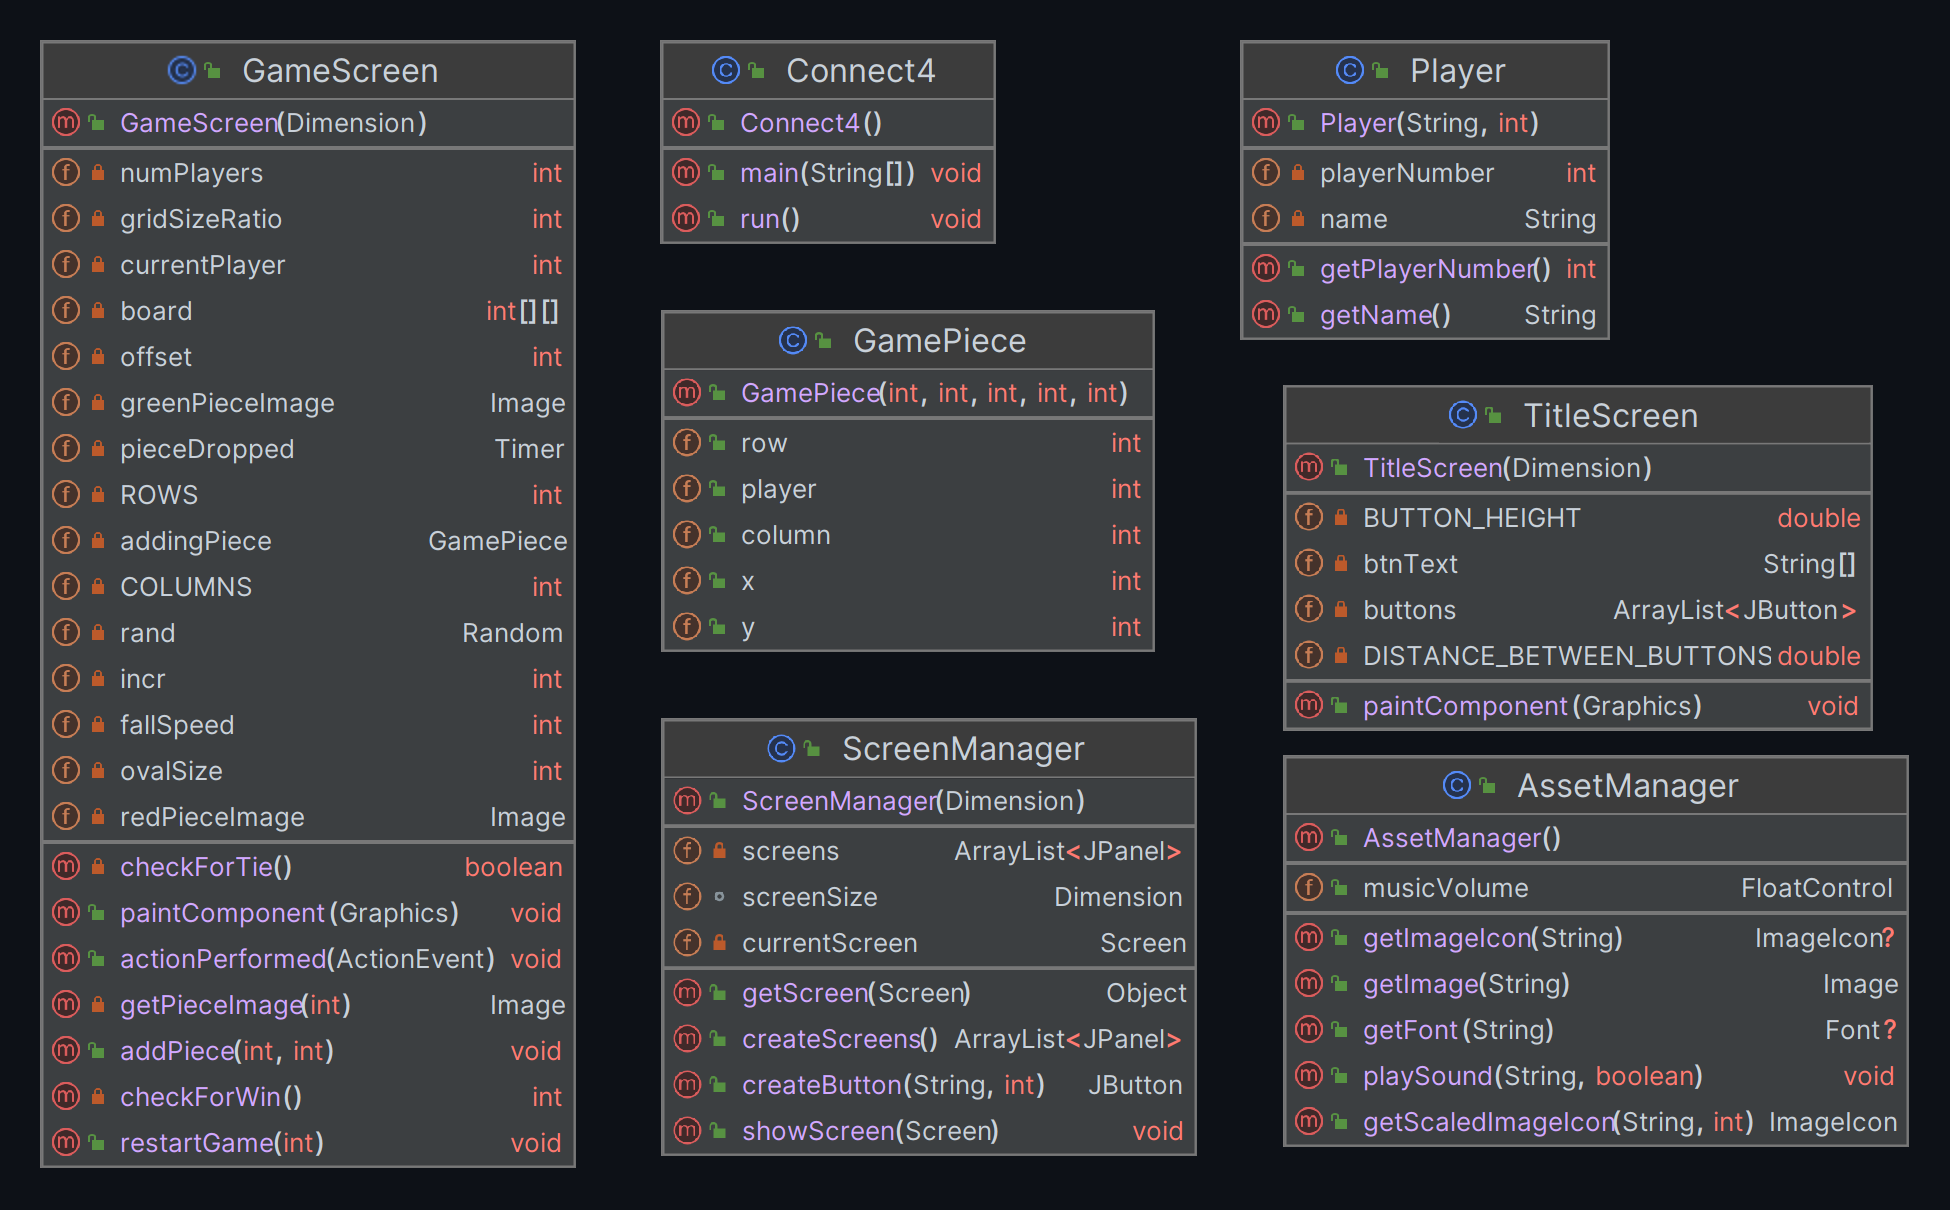 GameScreen
GameScreen(Dimension)
numPlayers int
gridSizeRatio int
currentPlayer int
board int[][]
offset int
greenPieceImage Image
pieceDropped Timer
ROWS int
addingPiece GamePiece
COLUMNS int
rand Random
incr int
fallSpeed int
ovalSize int
redPieceImage Image
checkForTie() boolean
paintComponent(Graphics) void
actionPerformed(ActionEvent) void
getPieceImage(int) Image
addPiece(int, int) void
checkForWin() int
restartGame(int) void
Connect4
Connect4()
main(String[]) void
run() void
GamePiece
GamePiece(int, int, int, int, int)
row int
player int
column int
x int
y int
ScreenManager
ScreenManager(Dimension)
screens ArrayList<JPanel>
screenSize Dimension
currentScreen Screen
getScreen(Screen) Object
createScreens() ArrayList<JPanel>
createButton(String, int) JButton
showScreen(Screen) void
Player
Player(String, int)
playerNumber int
name String
getPlayerNumber() int
getName() String
TitleScreen
TitleScreen(Dimension)
BUTTON_HEIGHT double
btnText String[]
buttons ArrayList<JButton>
DISTANCE_BETWEEN_BUTTONS double
paintComponent(Graphics) void
AssetManager
AssetManager()
musicVolume FloatControl
getImageIcon(String) ImageIcon?
getImage(String) Image
getFont(String) Font?
playSound(String, boolean) void
getScaledImageIcon(String, int) ImageIcon